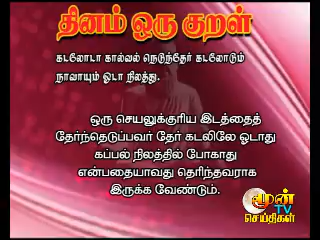 தினம் ஒரு குறள்
கடலோடா கால்வல் நெடுந்தேர் கடலோடும்
நாவாயும் ஓடா நிலத்து.
ஒரு செயலுக்குரிய இடத்தைத்
தேர்ந்தெடுப்பவர் தேர் கடலிலே ஓடாது
கப்பல் நிலத்தில் போகாது
என்பதையாவது தெரிந்தவராக
இருக்க வேண்டும்.
மூன்
TV
செய்திகள்